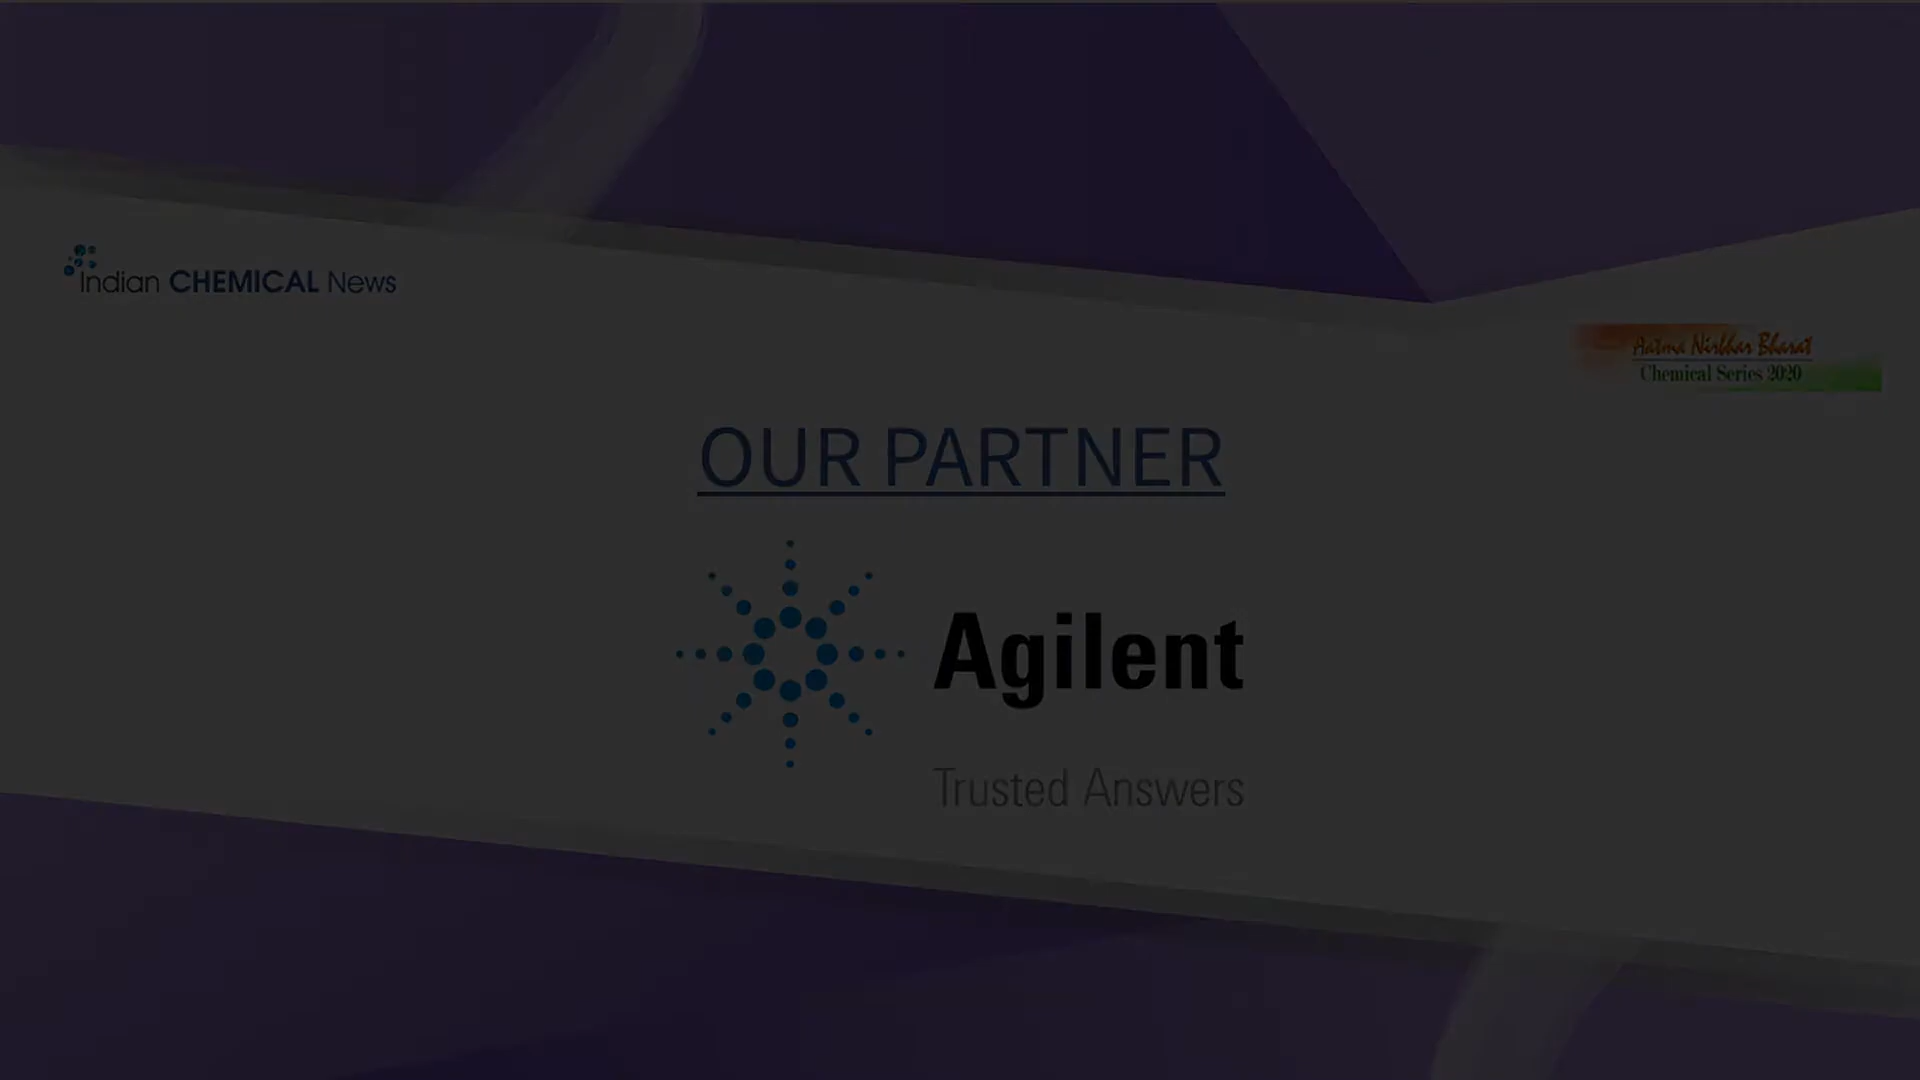 Indian CHEMICAL News
Aatma Nirbhar Bharat
Chemical Series 2020
OUR PARTNER
Agilent
Trusted Answers